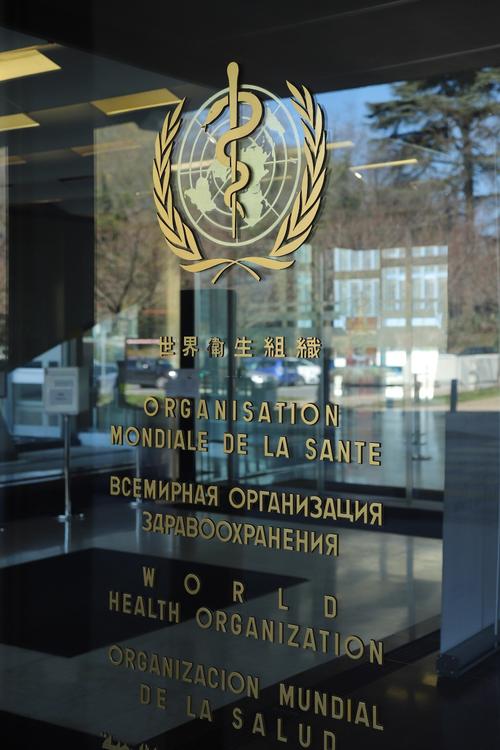 世界衛生組織
ORGANISATION
MONDIALE DE LA SANTE
ВСЕМИРНАЯ ОРГАНИЗАЦИЯ
ЗДРАВООХРАНЕНИЯ
WORLD
HEALTH ORGANIZATION
ORGANIZACION MUNDIAL
DE LA SALUD